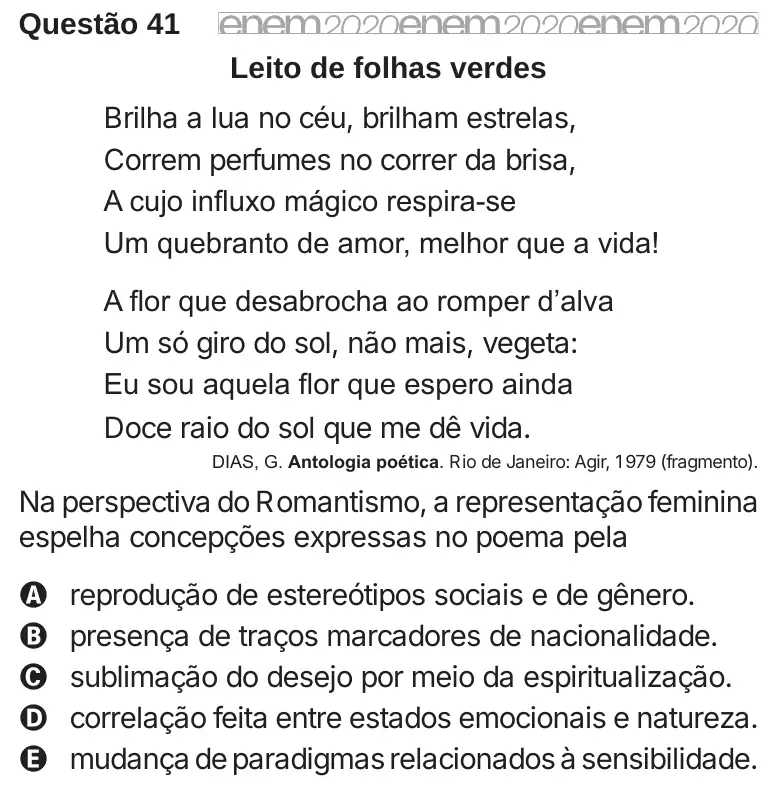 Questão 41 enem2020enem2020enem2020
Leito de folhas verdes
Brilha a lua no céu, brilham estrelas,
Correm perfumes no correr da brisa,
A cujo influxo mágico respira-se
Um quebranto de amor, melhor que a vida!
A flor que desabrocha ao romper d’alva
Um só giro do sol, não mais, vegeta:
Eu sou aquela flor que espero ainda
Doce raio do sol que me dê vida.
DIAS, G. Antologia poética. Rio de Janeiro: Agir, 1979 (fragmento).
Na perspectiva do Romantismo, a representação feminina
espelha concepções expressas no poema pela
A reprodução de estereótipos sociais e de gênero.
B presença de traços marcadores de nacionalidade.
C sublimação do desejo por meio da espiritualização.
D correlação feita entre estados emocionais e natureza.
E mudança de paradigmas relacionados à sensibilidade.